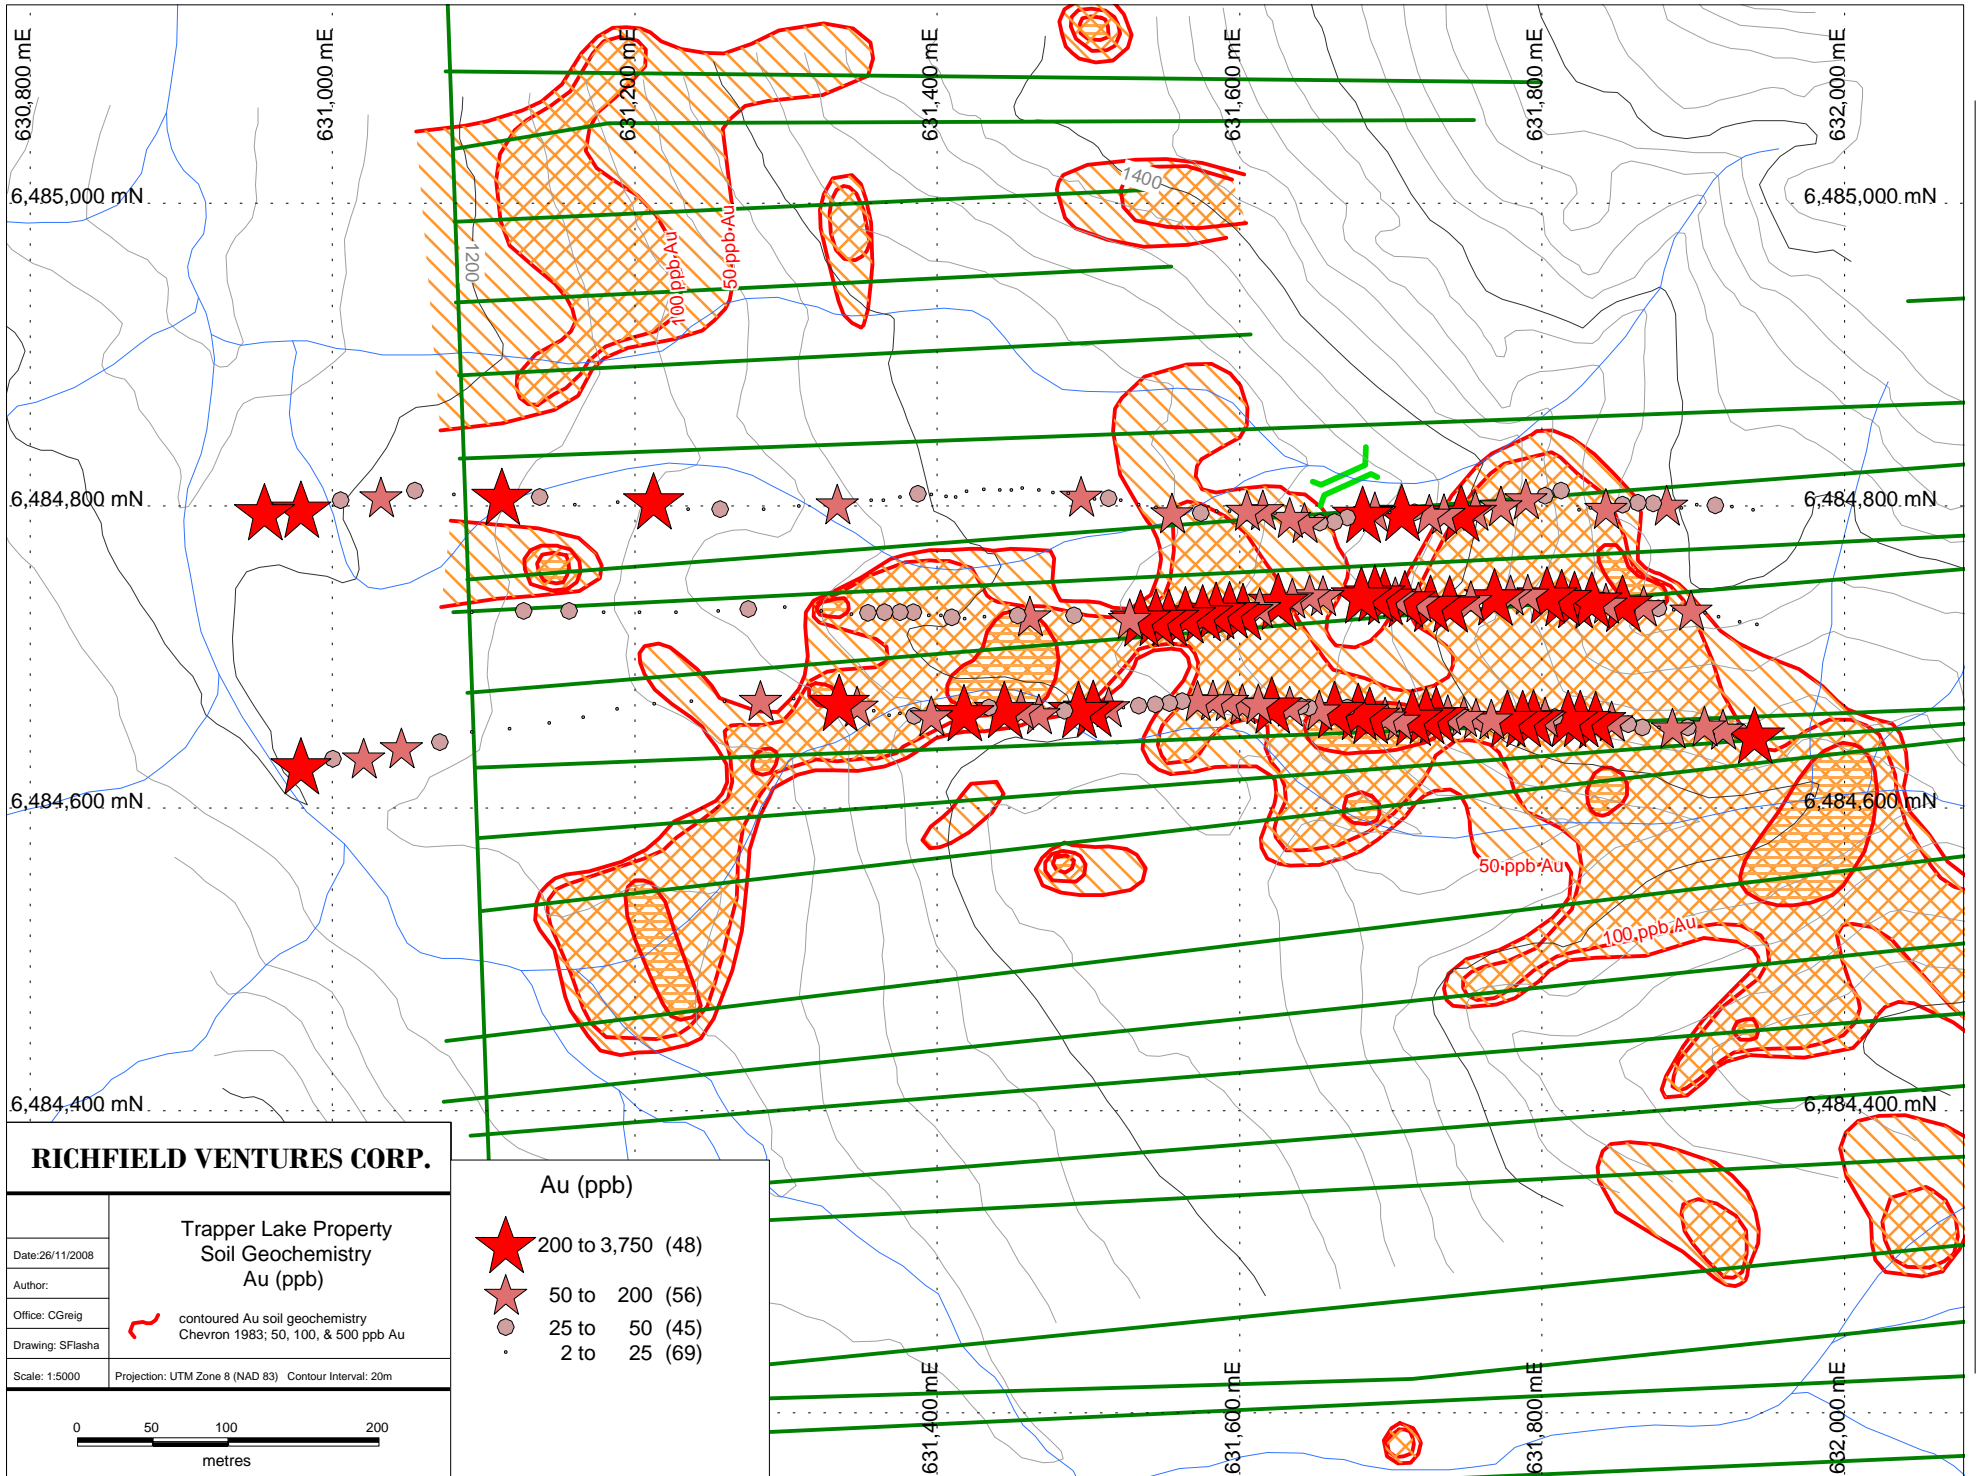 630,800 mE
631,000 mE
631,200 mE
631,400 mE
631,600 mE
631,800 mE
632,000 mE
1400
6,485,000 mN
6,485,000 mN
1200
100 ppb Au
50 ppb Au
6,484,800 mN
6,484,800 mN
6,484,600 mN
6,484,600 mN
50 ppb Au
100 ppb Au
6,484,400 mN
6,484,400 mN
RICHFIELD VENTURES CORP.
Trapper Lake Property
Soil Geochemistry
Au (ppb)
Date:26/11/2008
Author:
Office: CGreig
Drawing: SFlasha
contoured Au soil geochemistry
Chevron 1983; 50, 100, & 500 ppb Au
Scale: 1:5000
Projection: UTM Zone 8 (NAD 83) Contour Interval: 20m
0 50 100 200
metres
Au (ppb)
200 to 3,750 (48)
50 to 200 (56)
25 to 50 (45)
2 to 25 (69)
631,400 mE
631,600 mE
631,800 mE
632,000 mE